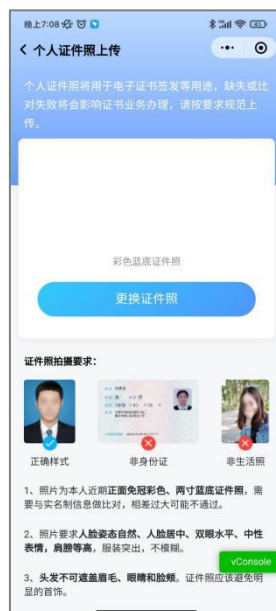 晚上7:08
个人证件照上传
个人证件照将用于电子证书签发等用途，缺失或比
对失败将会影响证书业务办理，请按要求规范上
传。
彩色蓝底证件照
更换证件照
证件照拍摄要求：
正确样式
非身份证
非生活照
1、照片为本人近期正面免冠彩色、两寸蓝底证件照，需
要与实名制信息做比对，相差过大可能不通过。
2、照片要求人脸姿态自然、人脸居中、双眼水平、中性
表情，肩膀等高，服装突出，不模糊。
vConsole
3、头发不可遮盖眉毛、眼睛和脸颊。证件照应该避免明
显的首饰。